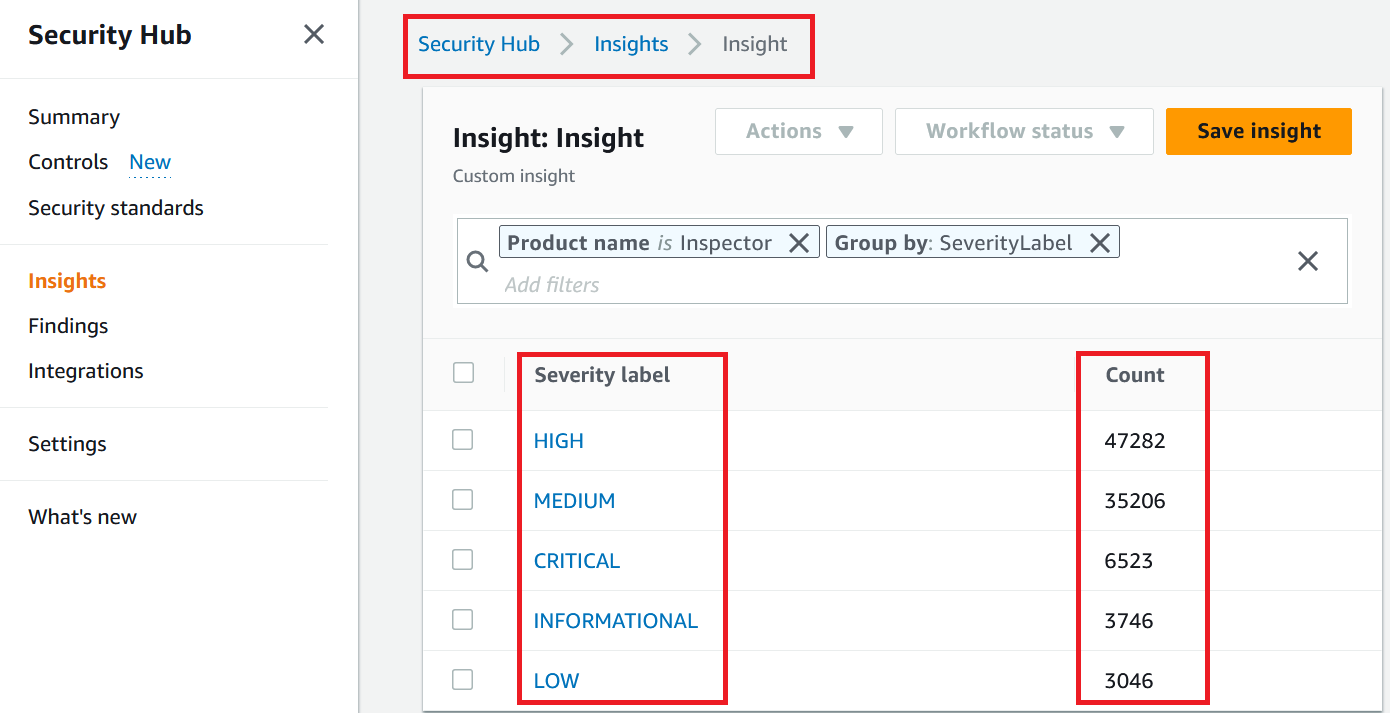 Security Hub
Summary
Controls New
Security standards
Insights
Findings
Integrations
Settings
What's new
Security Hub Insights Insight
Insight: Insight
Custom insight
Actions
Workflow status
Save insight
Product name is Inspector
Group by: SeverityLabel
Add filters
Severity label Count
HIGH 47282
MEDIUM 35206
CRITICAL 6523
INFORMATIONAL 3746
LOW 3046